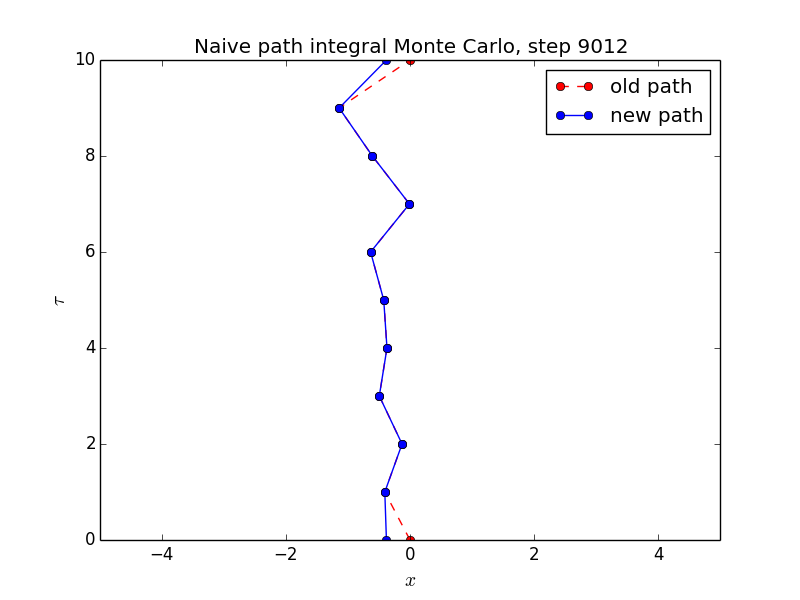 Naive path integral Monte Carlo, step 9012
old path
new path
10
8
6
4
2
0
τ
−4
−2
0
2
4
x